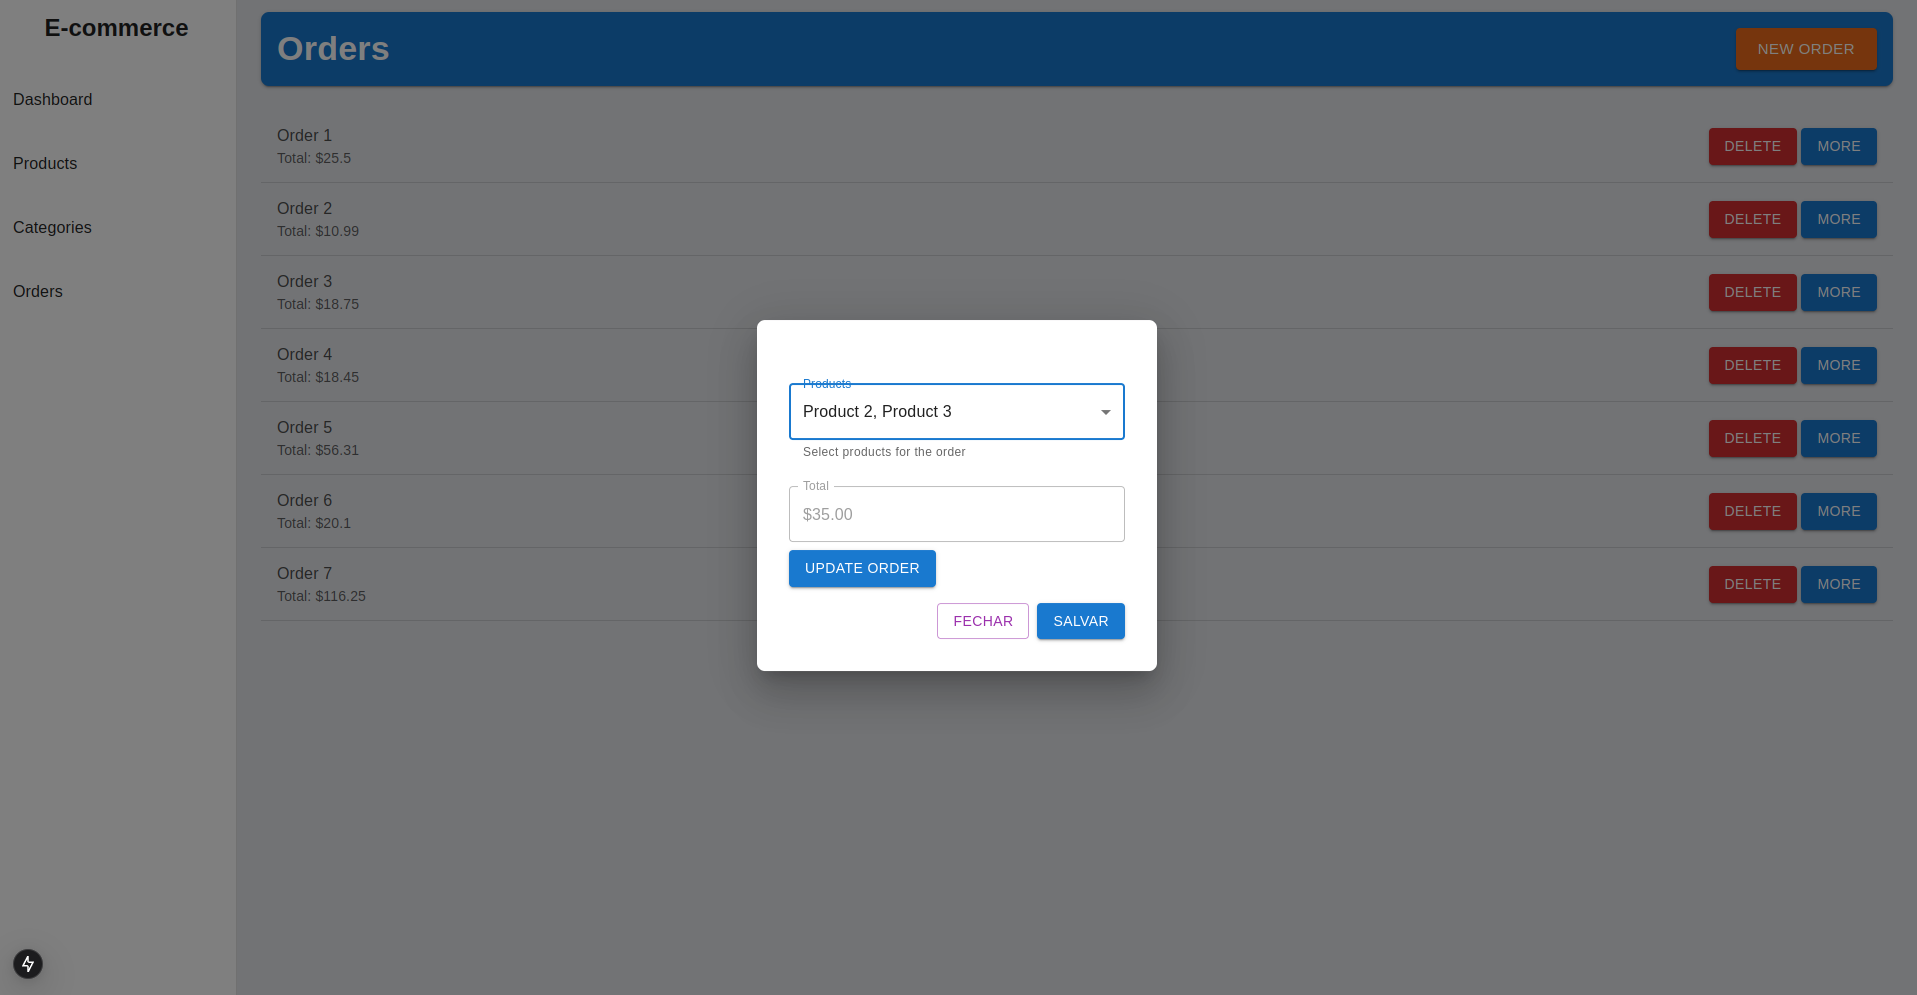 E-commerce
Dashboard
Products
Categories
Orders
Orders
NEW ORDER
Order 1
Total: $25.5
DELETE
MORE
Order 2
Total: $10.99
DELETE
MORE
Order 3
Total: $18.75
DELETE
MORE
Order 4
Total: $18.45
DELETE
MORE
Order 5
Total: $56.31
DELETE
MORE
Order 6
Total: $20.1
DELETE
MORE
Order 7
Total: $116.25
DELETE
MORE
Products
Product 2, Product 3
Select products for the order
Total
$35.00
UPDATE ORDER
FECHAR
SALVAR